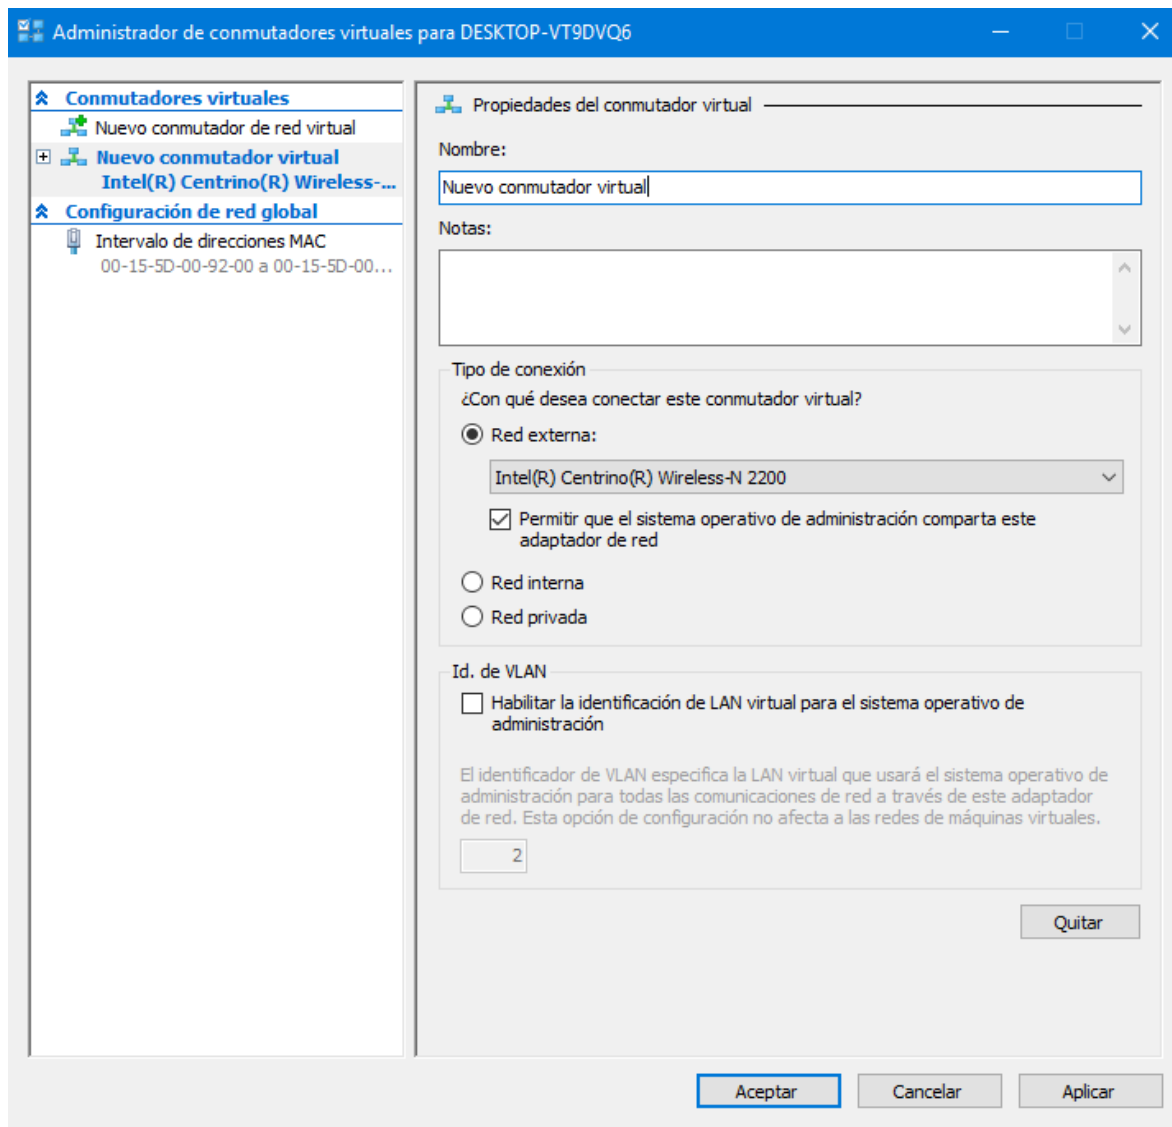 Administrador de conmutadores virtuales para DESKTOP-VT9DVQ6
Conmutadores virtuales
Nuevo conmutador de red virtual
Nuevo conmutador virtual
Intel(R) Centrino(R) Wireless-...
Configuración de red global
Intervalo de direcciones MAC
00-15-5D-00-92-00 a 00-15-5D-00...
Propiedades del conmutador virtual
Nombre:
Nuevo conmutador virtual
Notas:
Tipo de conexión
¿Con qué desea conectar este conmutador virtual?
Red externa:
Intel(R) Centrino(R) Wireless-N 2200
Permitir que el sistema operativo de administración comparta este
adaptador de red
Red interna
Red privada
Id. de VLAN
Habilitar la identificación de LAN virtual para el sistema operativo de
administración
El identificador de VLAN especifica la LAN virtual que usará el sistema operativo de
administración para todas las comunicaciones de red a través de este adaptador
de red. Esta opción de configuración no afecta a las redes de máquinas virtuales.
2
Quitar
Aceptar
Cancelar
Aplicar